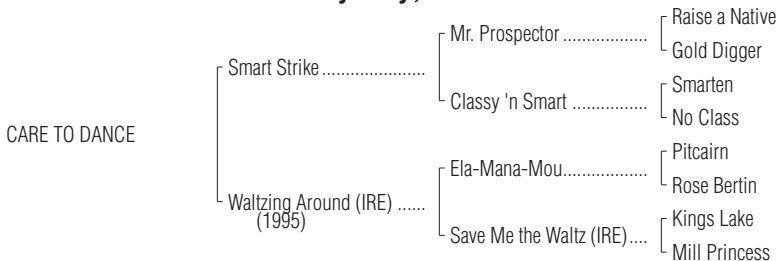 Raise a Native
Mr. Prospector ..................
Gold Digger
Smart Strike......................
Smarten
Classy 'n Smart ................
No Class
CARE TO DANCE
Pitcairn
Ela-Mana-Mou..................
Rose Bertin
Waltzing Around (IRE) ......
(1995)
Kings Lake
Save Me the Waltz (IRE)....
Mill Princess